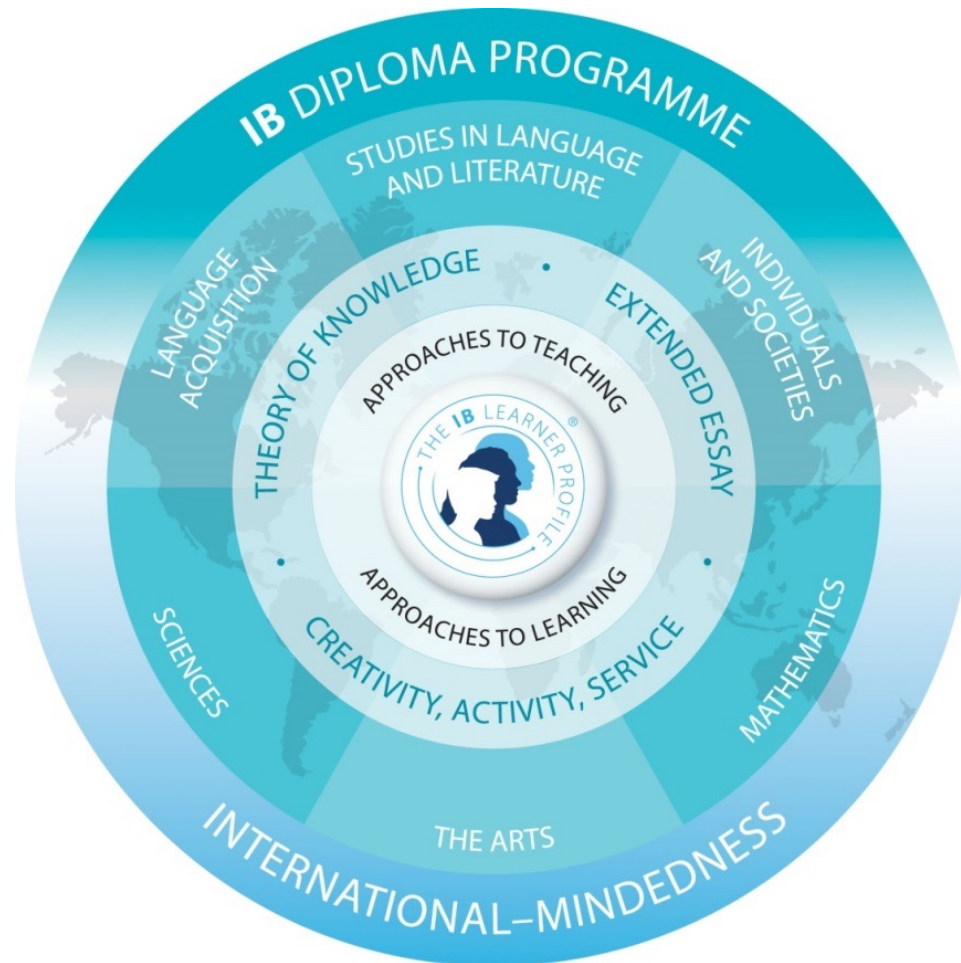 IB DIPLOMA PROGRAMME
STUDIES IN LANGUAGE
AND LITERATURE
LANGUAGE
ACQUISITION
INDIVIDUALS
AND SOCIETIES
THEORY OF KNOWLEDGE
EXTENDED ESSAY
APPROACHES TO TEACHING
THE IB LEARNER PROFILE®
APPROACHES TO LEARNING
CREATIVITY, ACTIVITY, SERVICE
SCIENCES
MATHEMATICS
THE ARTS
INTERNATIONAL–MINDEDNESS